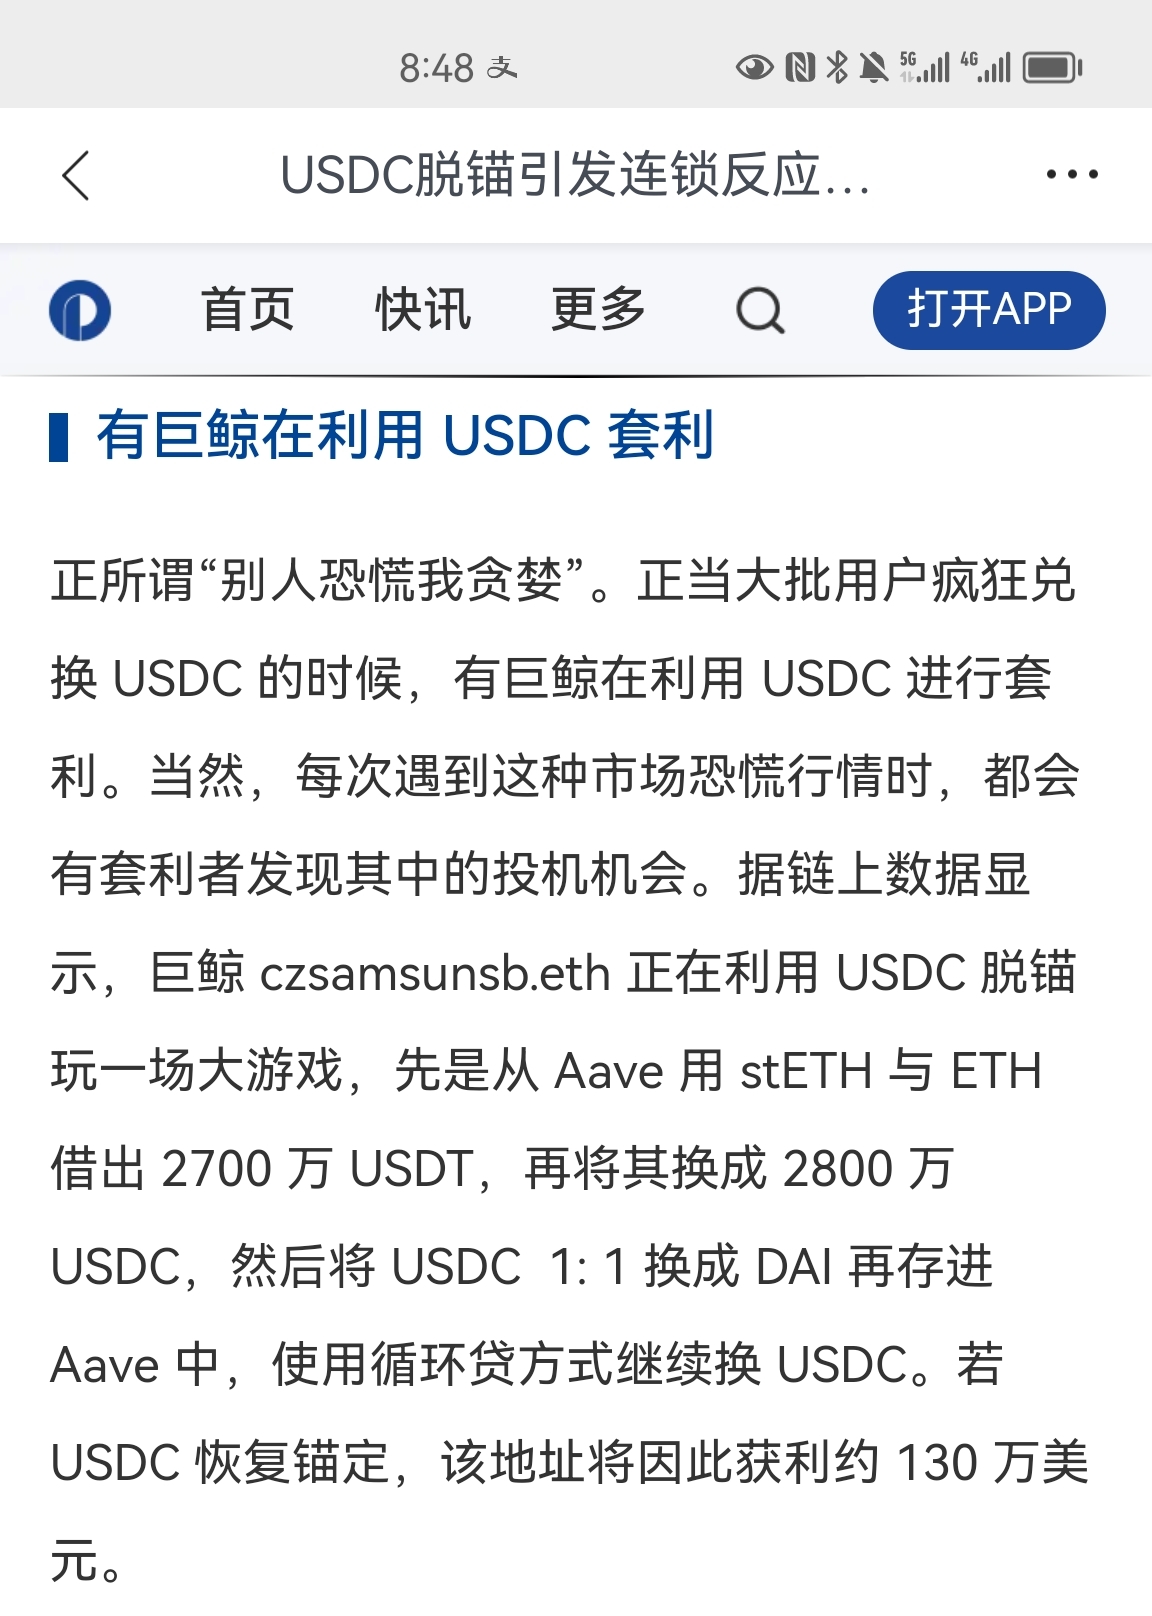 8:48 支
5G 4G
USDC脱锚引发连锁反应...
首页 快讯 更多 打开APP
有巨鲸在利用 USDC 套利
正所谓“别人恐慌我贪婪”。正当大批用户疯狂兑
换 USDC 的时候，有巨鲸在利用 USDC 进行套
利。当然，每次遇到这种市场恐慌行情时，都会
有套利者发现其中的投机机会。据链上数据显
示，巨鲸 czsamsunsb.eth 正在利用 USDC 脱锚
玩一场大游戏，先是从 Aave 用 stETH 与 ETH
借出 2700 万 USDT，再将其换成 2800 万
USDC，然后将 USDC 1: 1 换成 DAI 再存进
Aave 中，使用循环贷方式继续换 USDC。若
USDC 恢复锚定，该地址将因此获利约 130 万美
元。